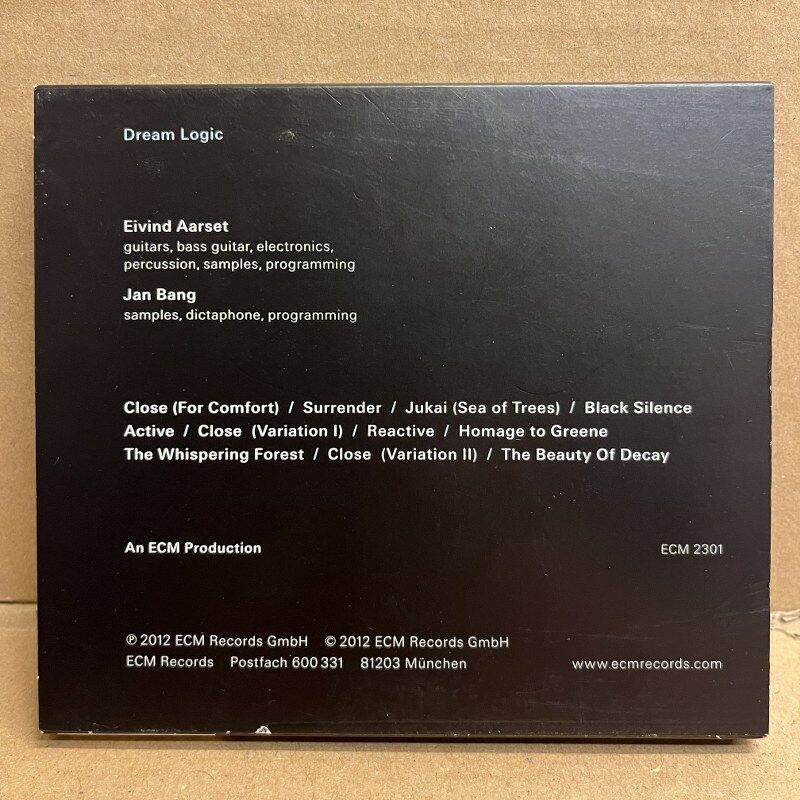 Dream Logic
Eivind Aarset
guitars, bass guitar, electronics,
percussion, samples, programming
Jan Bang
samples, dictaphone, programming
Close (For Comfort) / Surrender / Jukai (Sea of Trees) / Black Silence
Active / Close (Variation I) / Reactive / Homage to Greene
The Whispering Forest / Close (Variation II) / The Beauty Of Decay
An ECM Production
ECM 2301
℗ 2012 ECM Records GmbH © 2012 ECM Records GmbH
ECM Records Postfach 600 331 81203 München
www.ecmrecords.com